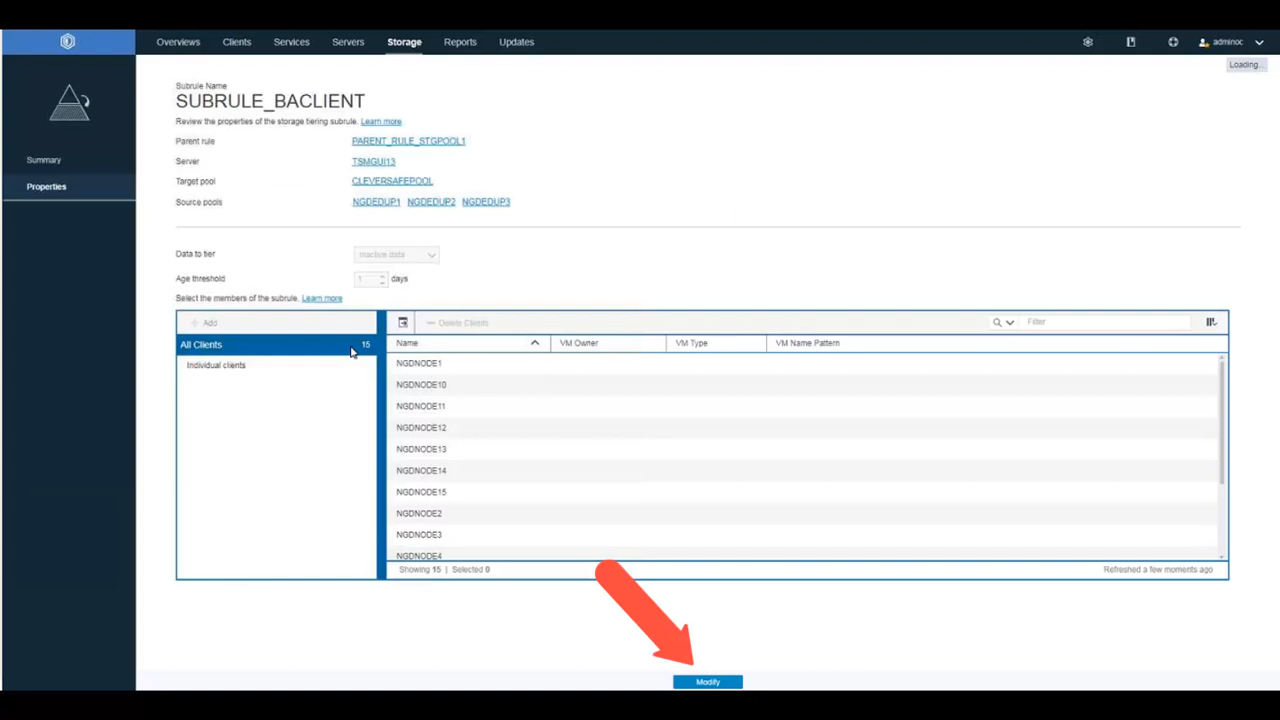 Overviews Clients Services Servers Storage Reports Updates adminoc
Loading...
Summary
Properties
Subrule Name
SUBRULE_BACLIENT
Review the properties of the storage tiering subrule. Learn more
Parent rule PARENT_RULE_STGPOOL1
Server TSMGUI13
Target pool CLEVERSAFEPOOL
Source pools NGDEDUP1 NGDEDUP2 NGDEDUP3
Data to tier Inactive data
Age threshold 1 days
Select the members of the subrule. Learn more
Add Delete Clients Filter
All Clients 15
Individual clients
Name VM Owner VM Type VM Name Pattern
NGDNODE1
NGDNODE10
NGDNODE11
NGDNODE12
NGDNODE13
NGDNODE14
NGDNODE15
NGDNODE2
NGDNODE3
NGDNODE4
Showing 15 | Selected 0 Refreshed a few moments ago
Modify